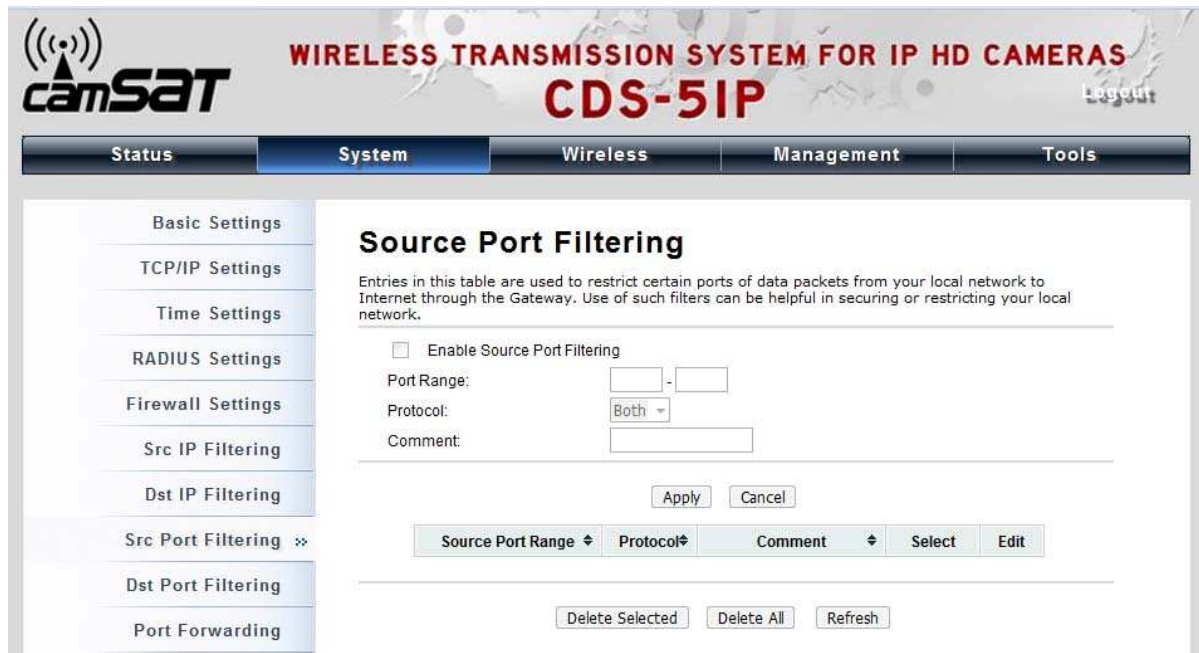 camSAT
WIRELESS TRANSMISSION SYSTEM FOR IP HD CAMERAS
CDS-5IP
Logout
Status System Wireless Management Tools
Basic Settings
TCP/IP Settings
Time Settings
RADIUS Settings
Firewall Settings
Src IP Filtering
Dst IP Filtering
Src Port Filtering »
Dst Port Filtering
Port Forwarding
Source Port Filtering
Entries in this table are used to restrict certain ports of data packets from your local network to
Internet through the Gateway. Use of such filters can be helpful in securing or restricting your local
network.
Enable Source Port Filtering
Port Range: -
Protocol: Both
Comment:
Apply Cancel
Source Port Range Protocol Comment Select Edit
Delete Selected Delete All Refresh